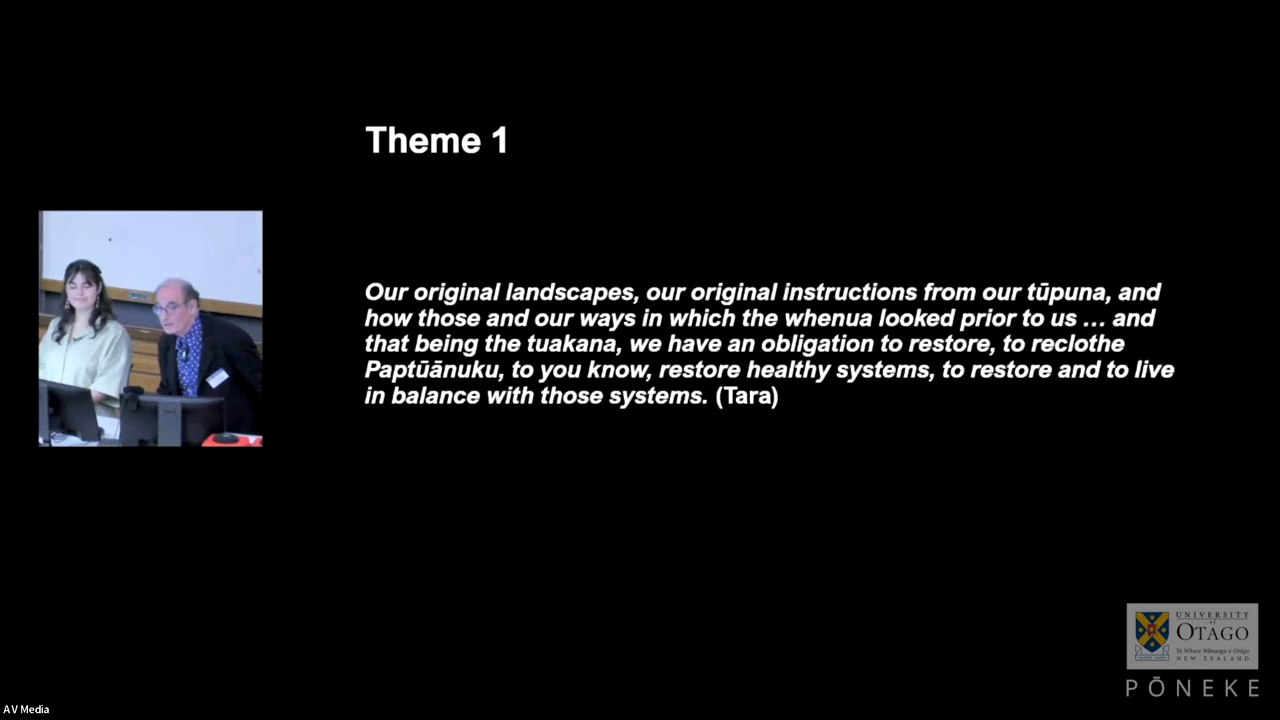 Theme 1
Our original landscapes, our original instructions from our tūpuna, and
how those and our ways in which the whenua looked prior to us … and
that being the tuakana, we have an obligation to restore, to reclothe
Paptūānuku, to you know, restore healthy systems, to restore and to live
in balance with those systems. (Tara)
UNIVERSITY
of
OTAGO
Te Whare Wānanga o Otāgo
NEW ZEALAND
PŌNEKE
AV Media